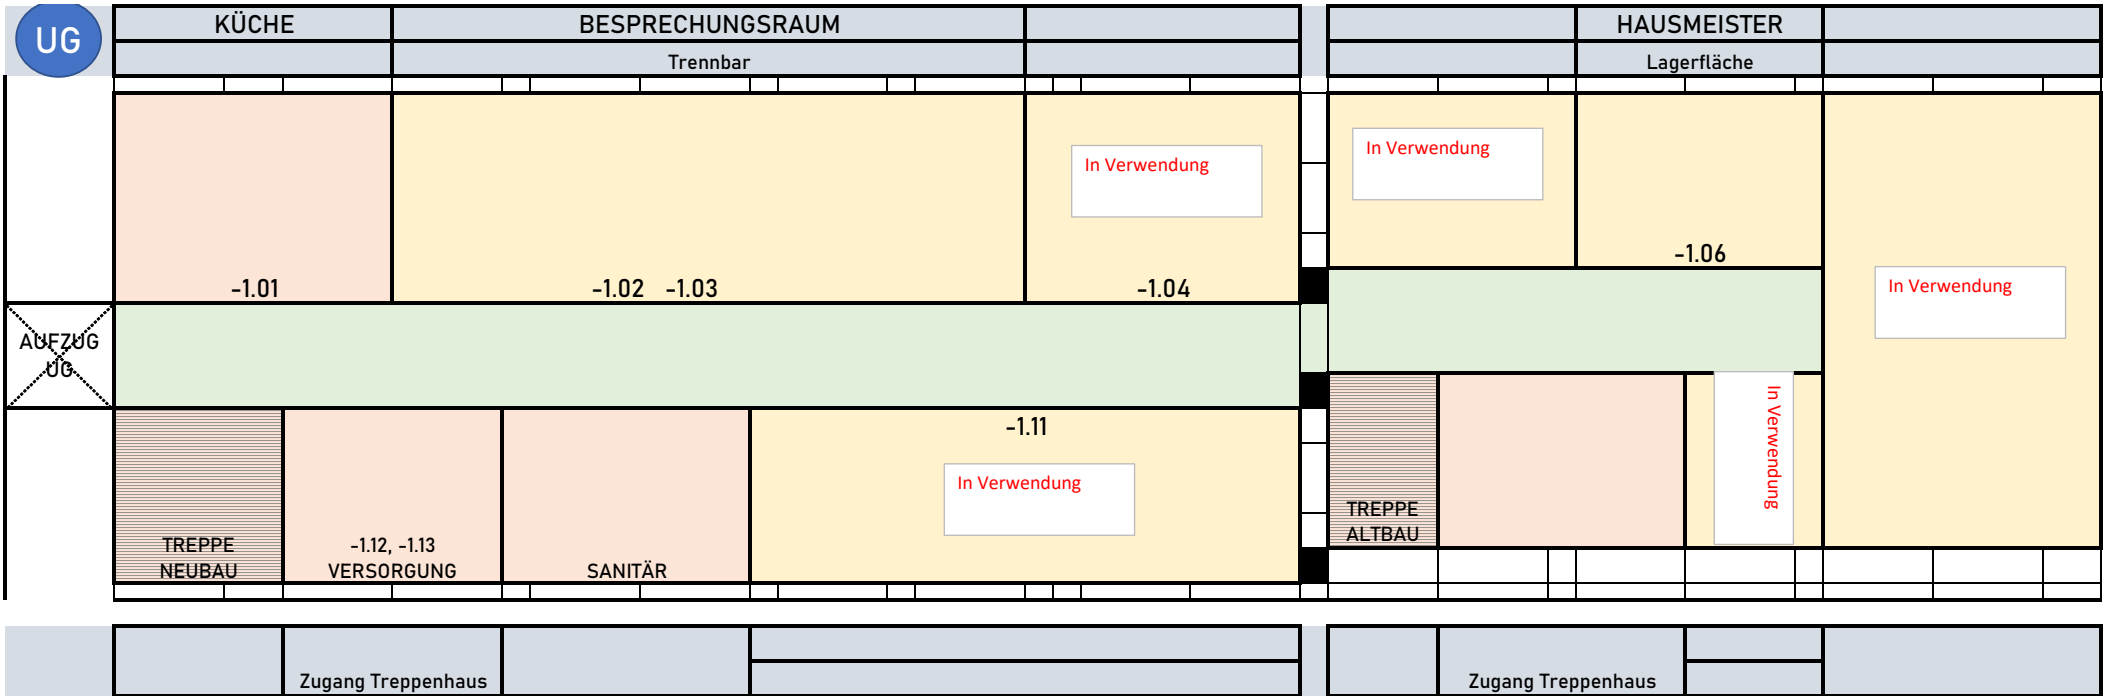 UG
KÜCHE
BESPRECHUNGSRAUM
HAUSMEISTER
Trennbar
Lagerfläche
In Verwendung
In Verwendung
-1.06
In Verwendung
-1.01
-1.02 -1.03
-1.04
AUFZUG
UG
-1.11
In Verwendung
In Verwendung
TREPPE
ALTBAU
TREPPE
NEUBAU
-1.12, -1.13
VERSORGUNG
SANITÄR
Zugang Treppenhaus
Zugang Treppenhaus